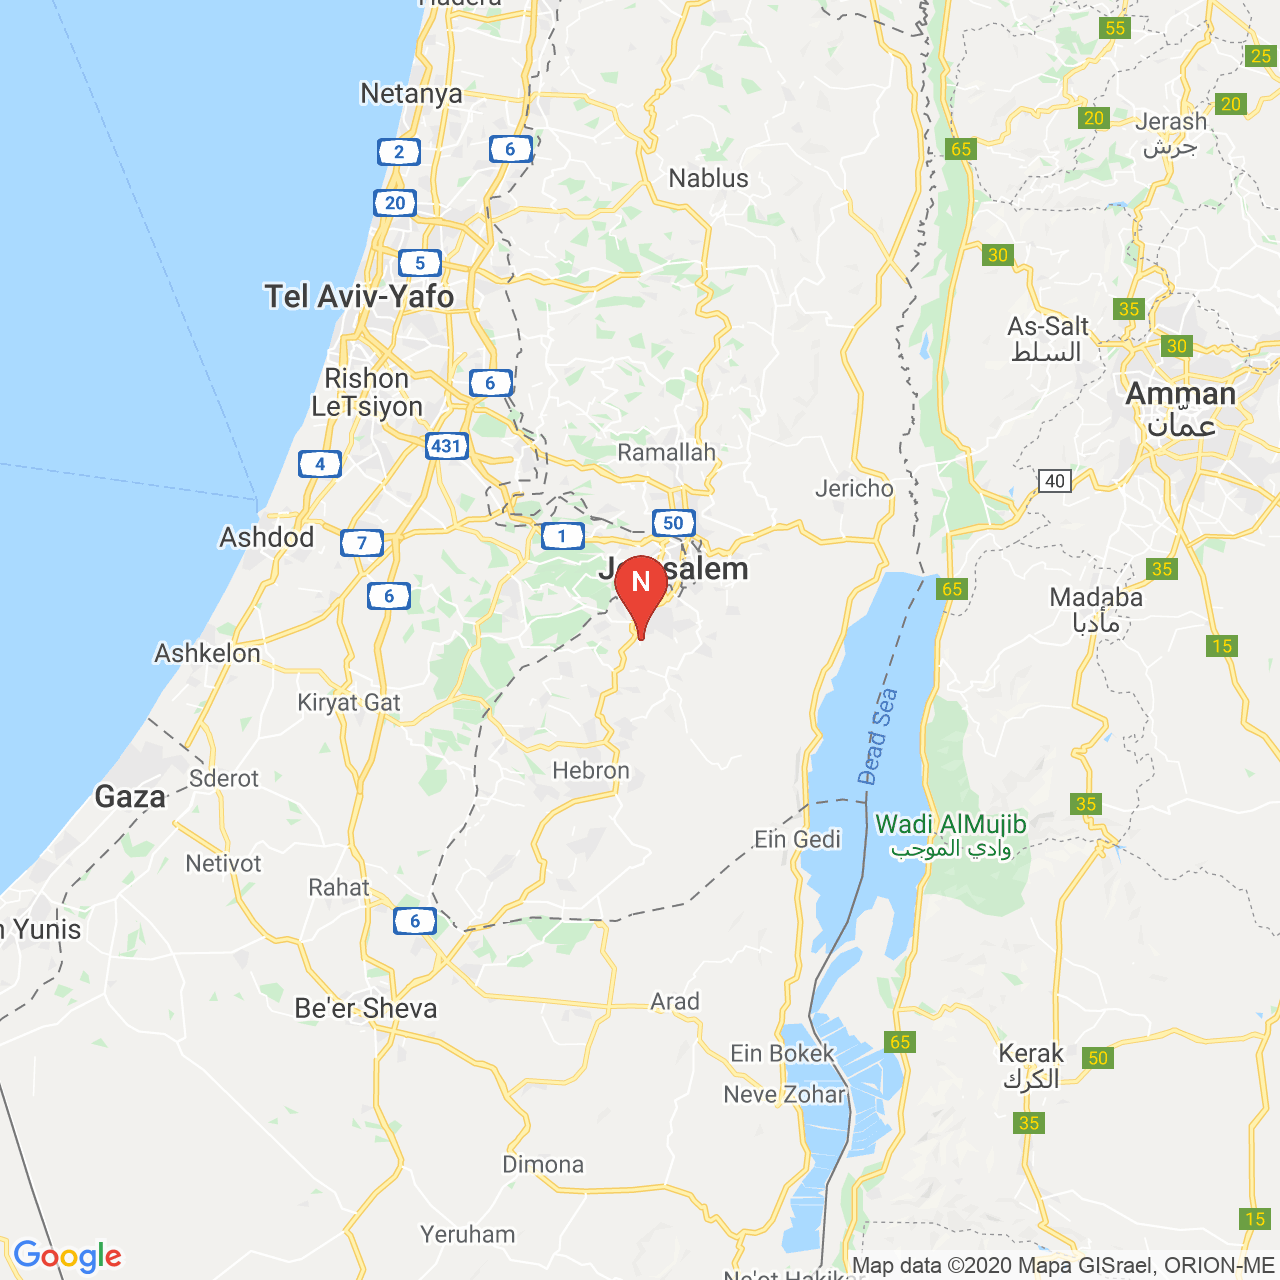 Hadera
55
25
Netanya
20
20
Jerash
جرش
2
6
65
Nablus
20
5
30
Tel Aviv-Yafo
35
As-Salt
السلط
30
Rishon
LeTsiyon
6
Amman
عمّان
431
Ramallah
4
Jericho
40
50
Ashdod
7
1
35
N
6
65
Madaba
مأدبا
15
Ashkelon
Kiryat Gat
Dead Sea
Hebron
Sderot
Gaza
35
Wadi AlMujib
وادي الموجب
Ein Gedi
Netivot
Rahat
6
n Yunis
Arad
Be'er Sheva
65
Ein Bokek
Kerak
الكرك
50
Neve Zohar
35
Dimona
15
Yeruham
Google
Map data ©2020 Mapa GISrael, ORION-ME
Ne'ot Hakikar